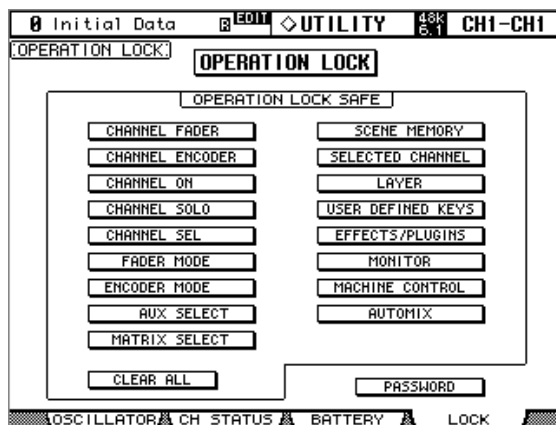 0 Initial Data R EDIT ◇UTILITY 48k 6.1 CH1-CH1
OPERATION LOCK
OPERATION LOCK
OPERATION LOCK SAFE
CHANNEL FADER SCENE MEMORY
CHANNEL ENCODER SELECTED CHANNEL
CHANNEL ON LAYER
CHANNEL SOLO USER DEFINED KEYS
CHANNEL SEL EFFECTS/PLUGINS
FADER MODE MONITOR
ENCODER MODE MACHINE CONTROL
AUX SELECT AUTOMIX
MATRIX SELECT
CLEAR ALL PASSWORD
OSCILLATOR CH STATUS BATTERY LOCK